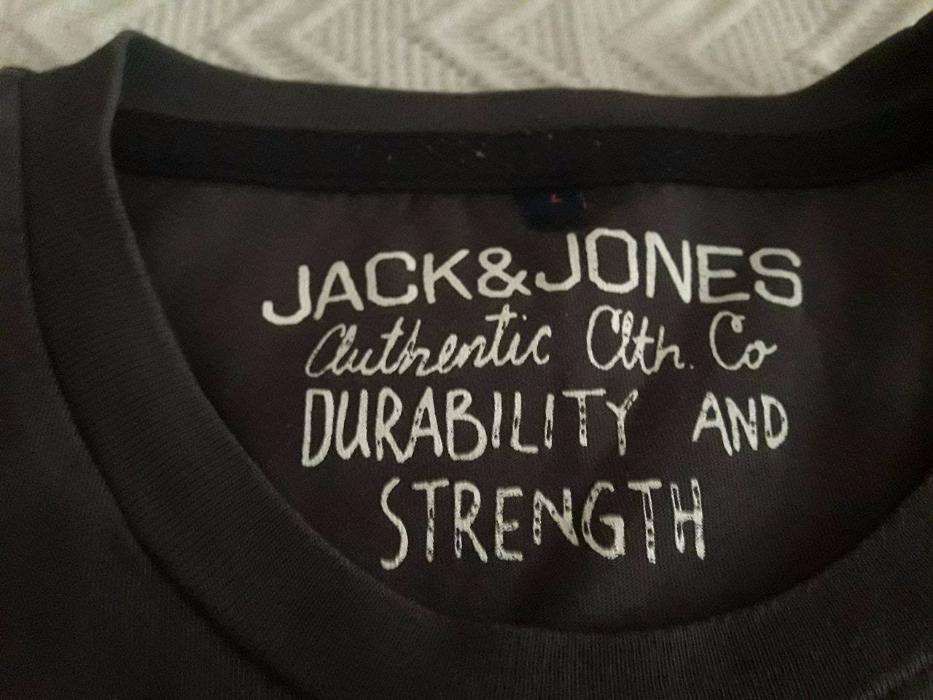 L
JACK&JONES
Authentic Clth. Co
DURABILITY AND
STRENGTH